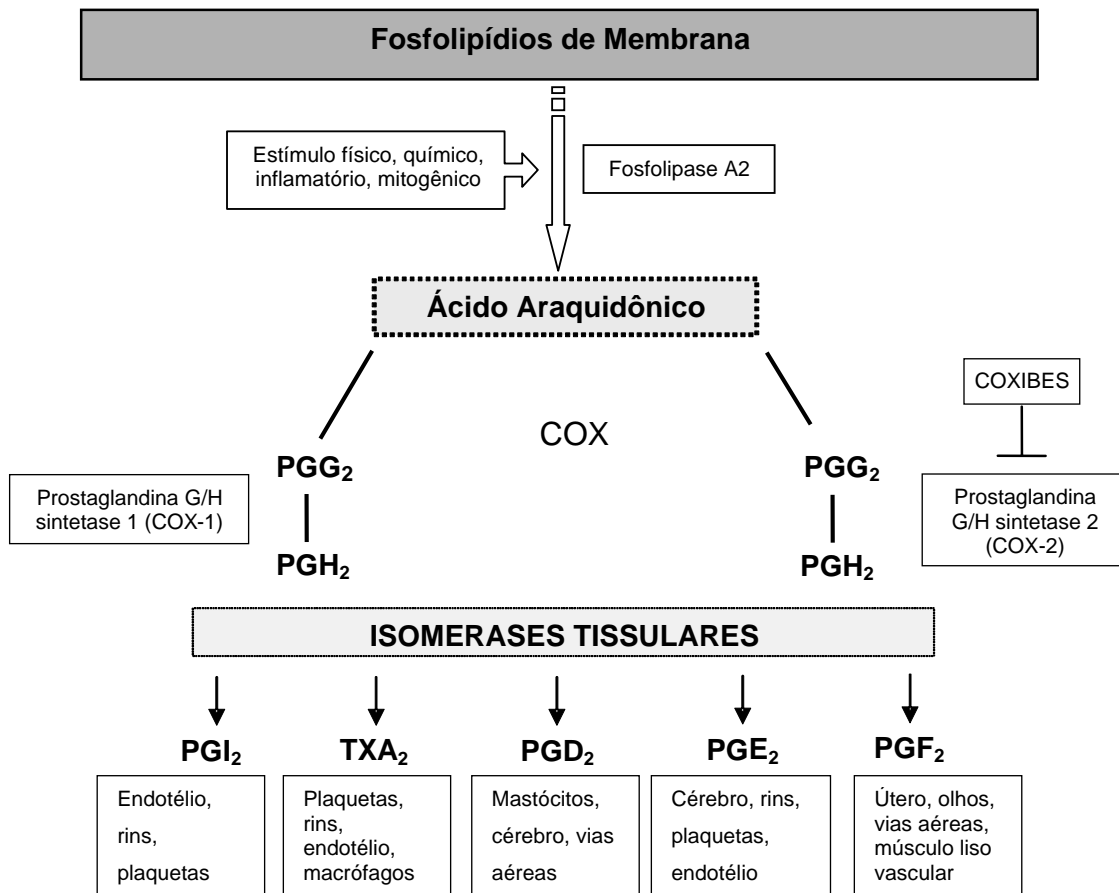 Fosfolipídios de Membrana
Estímulo físico, químico,
inflamatório, mitogênico
Fosfolipase A2
Ácido Araquidônico
COXIBES
COX
PGG₂
PGG₂
Prostaglandina G/H
sintetase 1 (COX-1)
Prostaglandina
G/H sintetase 2
(COX-2)
PGH₂
PGH₂
ISOMERASES TISSULARES
PGI₂
TXA₂
PGD₂
PGE₂
PGF₂
Endotélio,
rins,
plaquetas
Plaquetas,
rins,
endotélio,
macrófagos
Mastócitos,
cérebro, vias
aéreas
Cérebro, rins,
plaquetas,
endotélio
Útero, olhos,
vias aéreas,
músculo liso
vascular